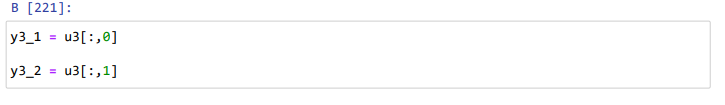 В [221]:
y3_1 = u3[:,0]
y3_2 = u3[:,1]